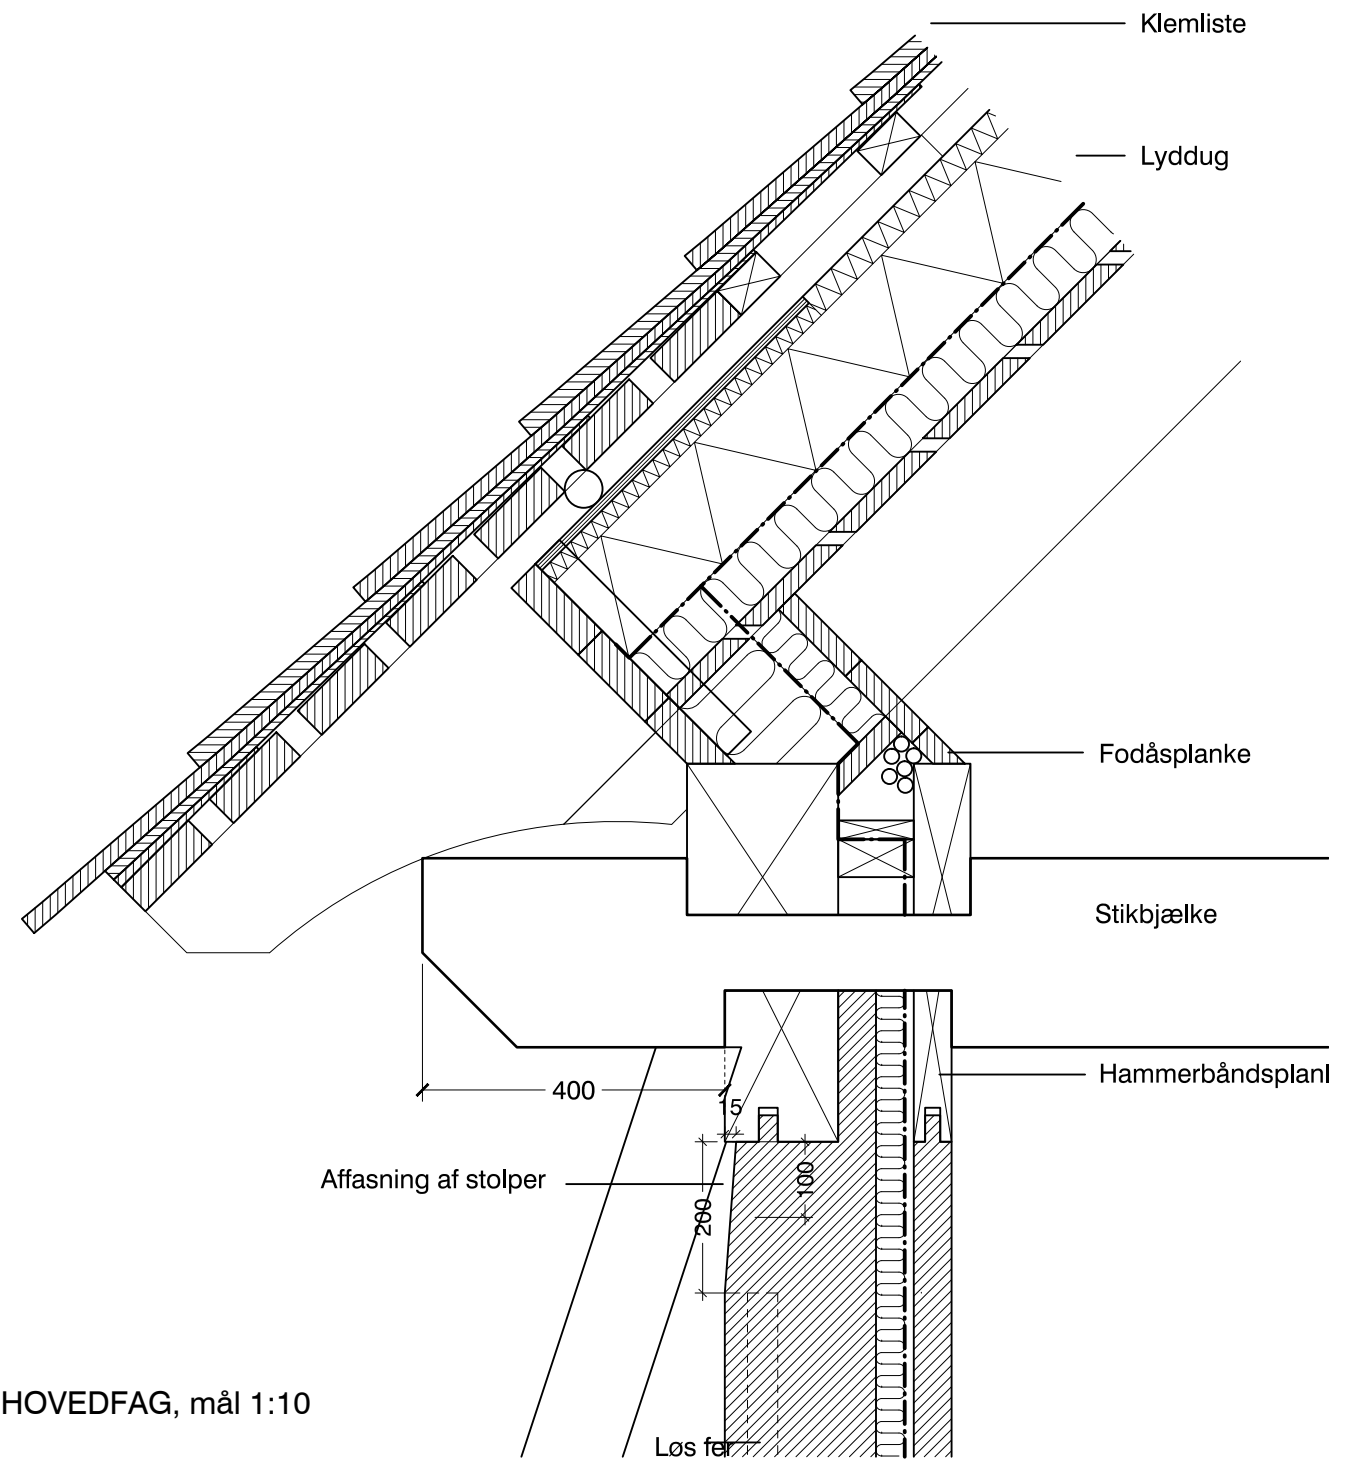 Klemliste
Lyddug
Fodåsplanke
Stikbjælke
Hammerbåndsplanl
400
15
Affasning af stolper
100
200
HOVEDFAG, mål 1:10
Løs fer